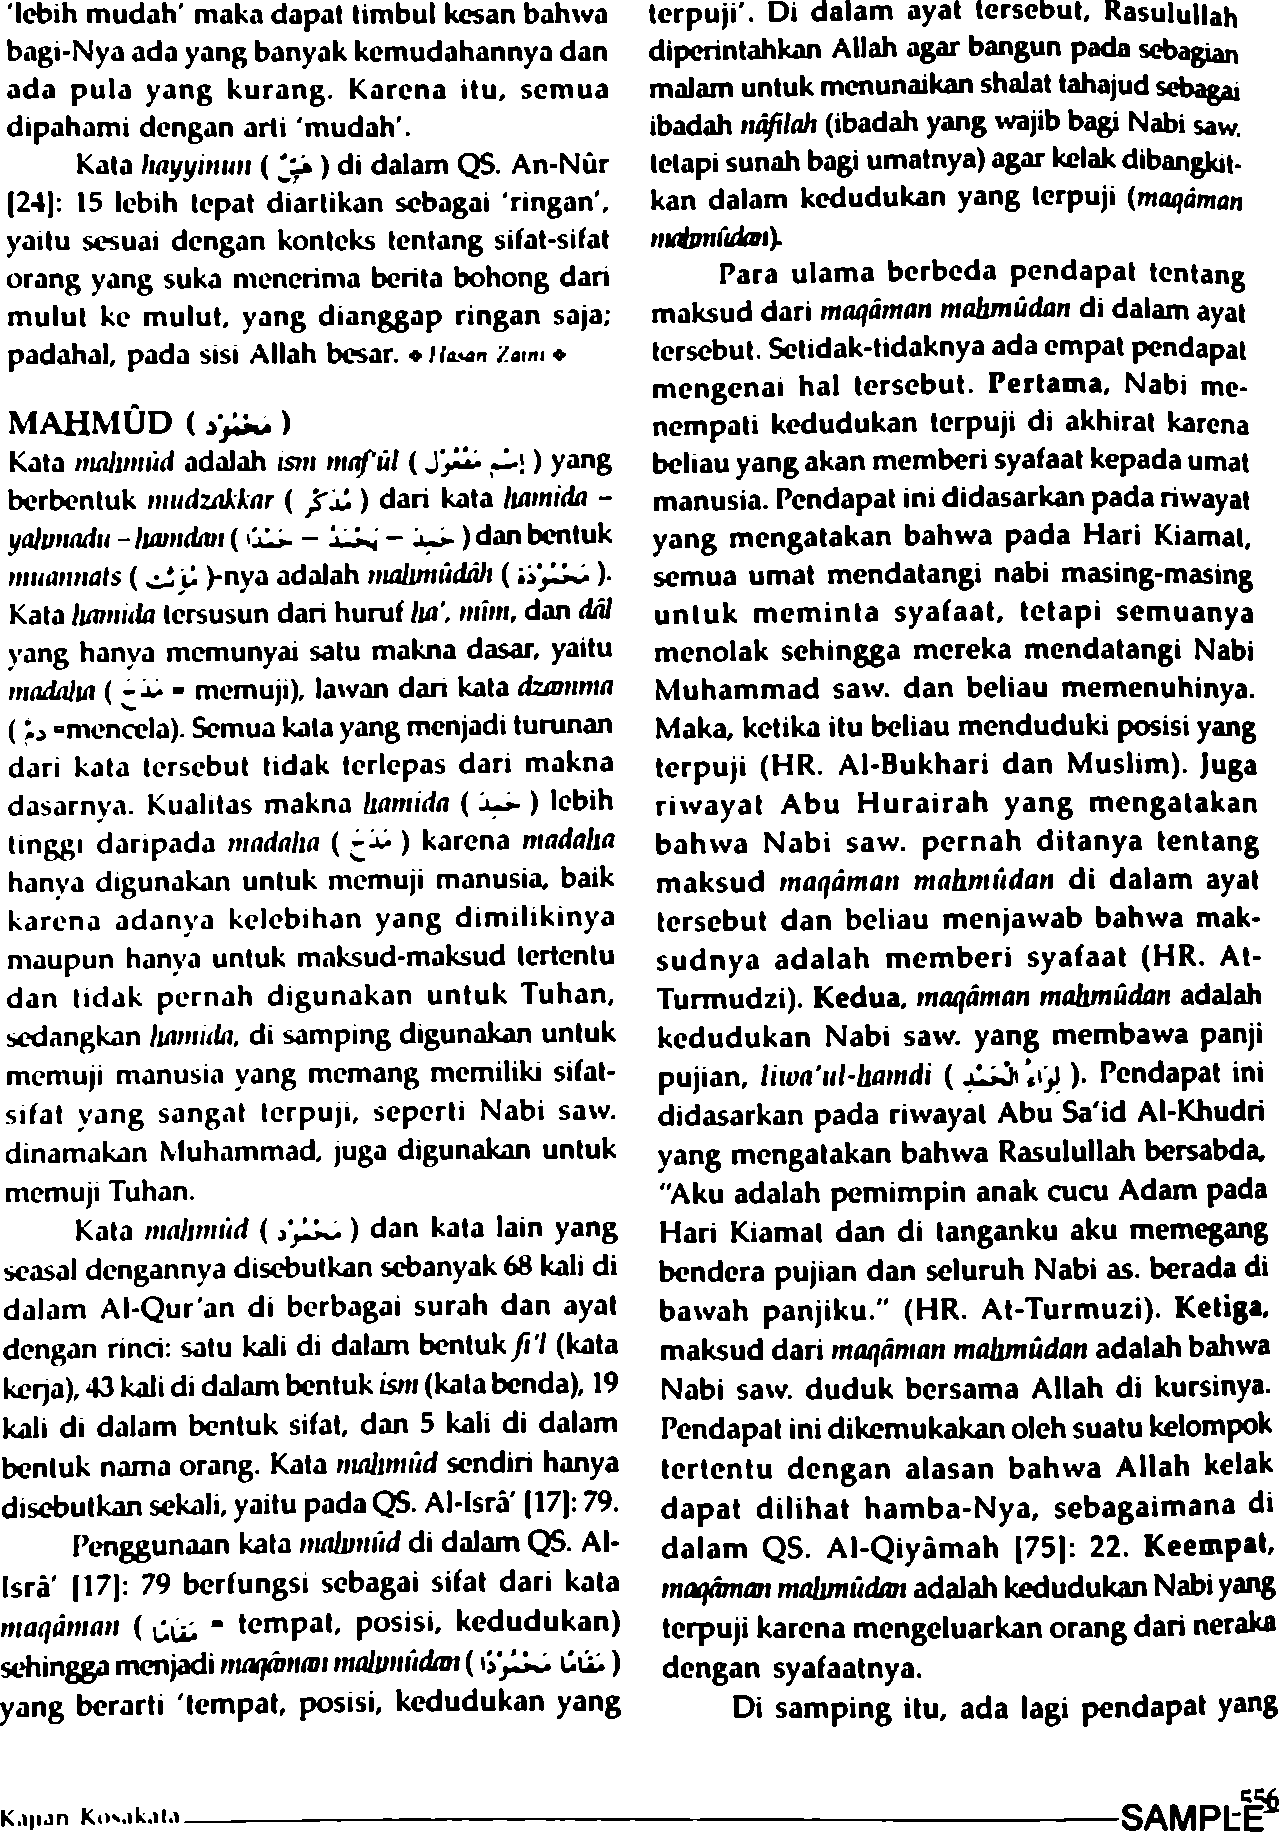 'lebih mudah' maka dapat timbul kesan bahwa
bagi-Nya ada yang banyak kemudahannya dan
ada pula yang kurang. Karena itu, semua
dipahami dengan arti 'mudah'.
Kata hayyinun ( هَيِّنٌ ) di dalam QS. An-Nûr
[24]: 15 lebih tepat diartikan sebagai 'ringan',
yaitu sesuai dengan konteks tentang sifat-sifat
orang yang suka menerima berita bohong dari
mulut ke mulut, yang dianggap ringan saja;
padahal, pada sisi Allah besar. ◆ Hasan Zaini ◆
MAHMÛD ( مَحْمُوْد )
Kata mahmûd adalah ism maf'ûl ( اِسْم مَفْعُوْل ) yang
berbentuk mudzakkar ( مُذَكَّر ) dari kata hamida –
yahmadu – hamdan ( حَمِدَ – يَحْمَدُ – حَمْدًا ) dan bentuk
muannats ( مُؤَنَّث )-nya adalah mahmûdâh ( مَحْمُوْدَة ).
Kata hamida tersusun dari huruf ha', mîm, dan dâl
yang hanya memunyai satu makna dasar, yaitu
madaha ( مَدَحَ = memuji), lawan dari kata dzamma
( ذَمَّ =mencela). Semua kata yang menjadi turunan
dari kata tersebut tidak terlepas dari makna
dasarnya. Kualitas makna hamida ( حَمِدَ ) lebih
tinggi daripada madaha ( مَدَحَ ) karena madaha
hanya digunakan untuk memuji manusia, baik
karena adanya kelebihan yang dimilikinya
maupun hanya untuk maksud-maksud tertentu
dan tidak pernah digunakan untuk Tuhan,
sedangkan hamida, di samping digunakan untuk
memuji manusia yang memang memiliki sifat-
sifat yang sangat terpuji, seperti Nabi saw.
dinamakan Muhammad, juga digunakan untuk
memuji Tuhan.
Kata mahmûd ( مَحْمُوْد ) dan kata lain yang
seasal dengannya disebutkan sebanyak 68 kali di
dalam Al-Qur'an di berbagai surah dan ayat
dengan rinci: satu kali di dalam bentuk fi'l (kata
kerja), 43 kali di dalam bentuk ism (kata benda), 19
kali di dalam bentuk sifat, dan 5 kali di dalam
bentuk nama orang. Kata mahmûd sendiri hanya
disebutkan sekali, yaitu pada QS. Al-Isrâ' [17]: 79.
Penggunaan kata mahmûd di dalam QS. Al-
Isrâ' [17]: 79 berfungsi sebagai sifat dari kata
maqâman ( مَقَامًا = tempat, posisi, kedudukan)
sehingga menjadi maqâman mahmûdan ( مَقَامًا مَحْمُوْدًا )
yang berarti 'tempat, posisi, kedudukan yang
terpuji'. Di dalam ayat tersebut, Rasulullah
diperintahkan Allah agar bangun pada sebagian
malam untuk menunaikan shalat tahajud sebagai
ibadah nâfilah (ibadah yang wajib bagi Nabi saw.
tetapi sunah bagi umatnya) agar kelak dibangkit-
kan dalam kedudukan yang terpuji (maqâman
mahmûdan).
Para ulama berbeda pendapat tentang
maksud dari maqâman mahmûdan di dalam ayat
tersebut. Setidak-tidaknya ada empat pendapat
mengenai hal tersebut. Pertama, Nabi me-
nempati kedudukan terpuji di akhirat karena
beliau yang akan memberi syafaat kepada umat
manusia. Pendapat ini didasarkan pada riwayat
yang mengatakan bahwa pada Hari Kiamat,
semua umat mendatangi nabi masing-masing
untuk meminta syafaat, tetapi semuanya
menolak sehingga mereka mendatangi Nabi
Muhammad saw. dan beliau memenuhinya.
Maka, ketika itu beliau menduduki posisi yang
terpuji (HR. Al-Bukhari dan Muslim). Juga
riwayat Abu Hurairah yang mengatakan
bahwa Nabi saw. pernah ditanya tentang
maksud maqâman mahmûdan di dalam ayat
tersebut dan beliau menjawab bahwa mak-
sudnya adalah memberi syafaat (HR. At-
Turmudzi). Kedua, maqâman mahmûdan adalah
kedudukan Nabi saw. yang membawa panji
pujian, liwa'ul-hamdi ( لِوَاءُ الْحَمْدِ ). Pendapat ini
didasarkan pada riwayat Abu Sa'id Al-Khudri
yang mengatakan bahwa Rasulullah bersabda,
"Aku adalah pemimpin anak cucu Adam pada
Hari Kiamat dan di tanganku aku memegang
bendera pujian dan seluruh Nabi as. berada di
bawah panjiku." (HR. At-Turmuzi). Ketiga,
maksud dari maqâman mahmûdan adalah bahwa
Nabi saw. duduk bersama Allah di kursinya.
Pendapat ini dikemukakan oleh suatu kelompok
tertentu dengan alasan bahwa Allah kelak
dapat dilihat hamba-Nya, sebagaimana di
dalam QS. Al-Qiyâmah [75]: 22. Keempat,
maqâman mahmûdan adalah kedudukan Nabi yang
terpuji karena mengeluarkan orang dari neraka
dengan syafaatnya.
Di samping itu, ada lagi pendapat yang
Kajian Kosakata
556
SAMPLE